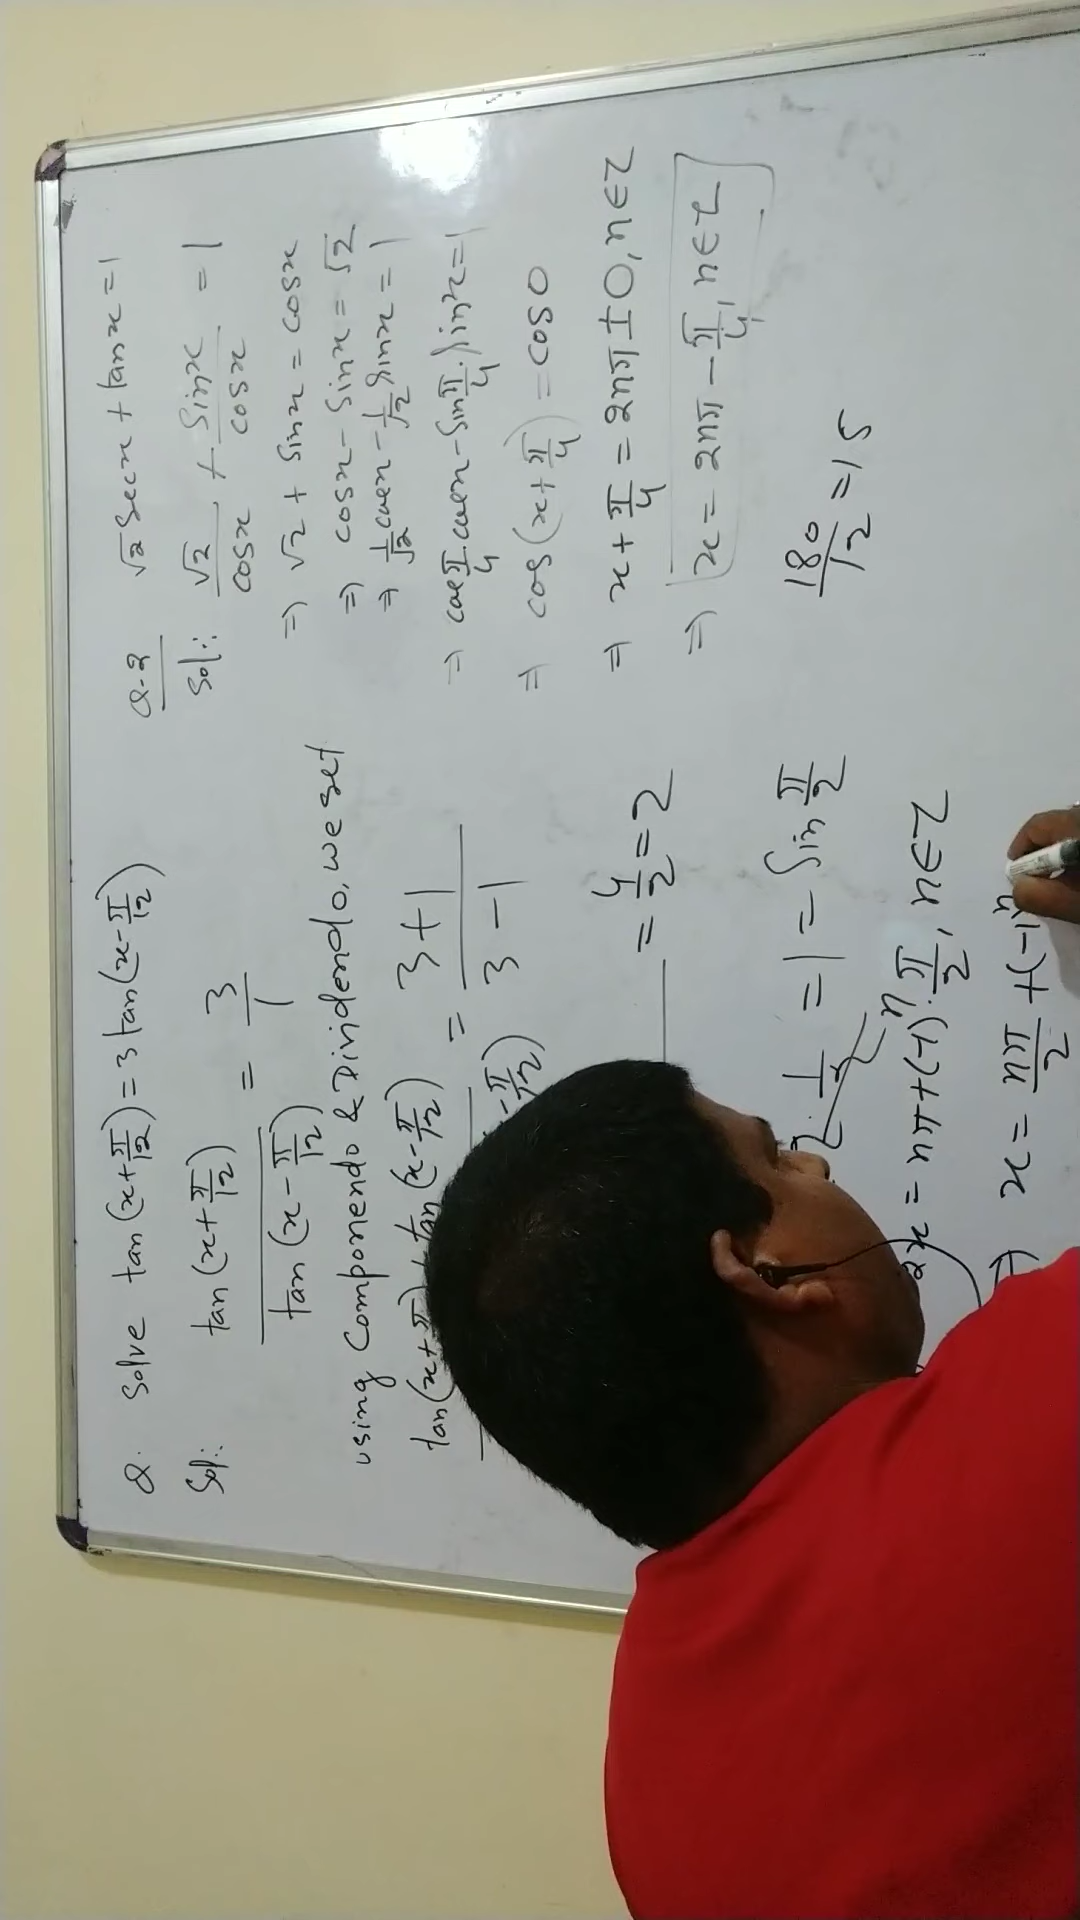 Q. Solve tan(x+π/12) = 3 tan(x-π/12)
Sol:. tan(x+π/12) / tan(x-π/12) = 3/1
using Componendo & Dividendo, we get
tan(x+π tan(x-π/12) = 3+1 / 3-1
-π/12)
= 4/2 = 2
1/2 = 1 = sin π/2
2x = nπ+(-1)ⁿ. π/2, n∈Z
⇒ x = nπ/2 +(-1)ⁿ
Q-2 √2 secx + tanx = 1
Sol:. √2/cosx + sinx/cosx = 1
⇒ √2 + sinx = cosx
⇒ cosx - sinx = √2
⇒ 1/√2 cosx - 1/√2 sinx = 1
⇒ cos π/4 cosx - sin π/4 . sinx = 1
⇒ cos(x+π/4) = cos 0
⇒ x + π/4 = 2nπ ± 0, n∈Z
⇒ x = 2nπ - π/4, n∈Z
180/12 = 15